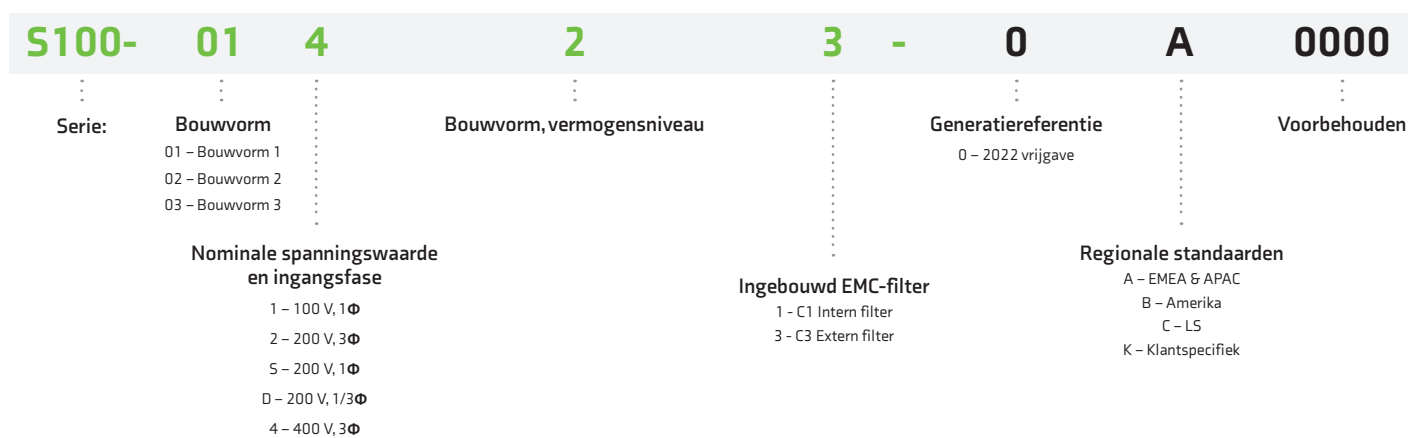 S100- 01 4 2 3 - 0 A 0000
Serie:
Bouwvorm
01 – Bouwvorm 1
02 – Bouwvorm 2
03 – Bouwvorm 3
Nominale spanningswaarde
en ingangsfase
1 – 100 V, 1Φ
2 – 200 V, 3Φ
S – 200 V, 1Φ
D – 200 V, 1/3Φ
4 – 400 V, 3Φ
Bouwvorm, vermogensniveau
Ingebouwd EMC-filter
1 - C1 Intern filter
3 - C3 Extern filter
Generatiereferentie
0 – 2022 vrijgave
Regionale standaarden
A – EMEA & APAC
B – Amerika
C – LS
K – Klantspecifiek
Voorbehouden